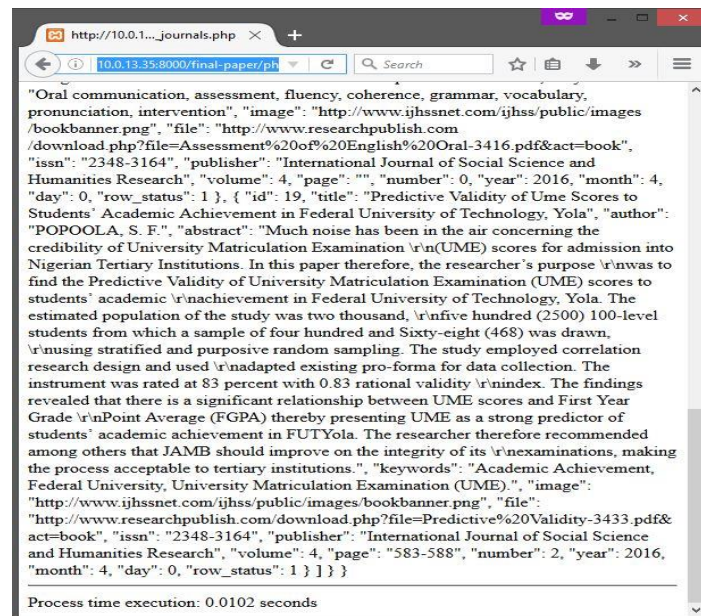 http://10.0.1..._journals.php
10.0.13.35:8000/final-paper/ph
Search
"Oral communication, assessment, fluency, coherence, grammar, vocabulary,
pronunciation, intervention", "image": "http://www.ijhssnet.com/ijhss/public/images
/bookbanner.png", "file": "http://www.researchpublish.com
/download.php?file=Assessment%20of%20English%20Oral-3416.pdf&act=book",
"issn": "2348-3164", "publisher": "International Journal of Social Science and
Humanities Research", "volume": 4, "page": "", "number": 0, "year": 2016, "month": 4,
"day": 0, "row_status": 1 }, { "id": 19, "title": "Predictive Validity of Ume Scores to
Students' Academic Achievement in Federal University of Technology, Yola", "author":
"POPOOLA, S. F.", "abstract": "Much noise has been in the air concerning the
credibility of University Matriculation Examination \r\n(UME) scores for admission into
Nigerian Tertiary Institutions. In this paper therefore, the researcher's purpose \r\nwas to
find the Predictive Validity of University Matriculation Examination (UME) scores to
students' academic \r\nachievement in Federal University of Technology, Yola. The
estimated population of the study was two thousand, \r\nfive hundred (2500) 100-level
students from which a sample of four hundred and Sixty-eight (468) was drawn,
\r\nusing stratified and purposive random sampling. The study employed correlation
research design and used \r\nadapted existing pro-forma for data collection. The
instrument was rated at 83 percent with 0.83 rational validity \r\nindex. The findings
revealed that there is a significant relationship between UME scores and First Year
Grade \r\nPoint Average (FGPA) thereby presenting UME as a strong predictor of
students' academic achievement in FUTYola. The researcher therefore recommended
among others that JAMB should improve on the integrity of its \r\nexaminations, making
the process acceptable to tertiary institutions.", "keywords": "Academic Achievement,
Federal University, University Matriculation Examination (UME).", "image":
"http://www.ijhssnet.com/ijhss/public/images/bookbanner.png", "file":
"http://www.researchpublish.com/download.php?file=Predictive%20Validity-3433.pdf&
act=book", "issn": "2348-3164", "publisher": "International Journal of Social Science
and Humanities Research", "volume": 4, "page": "583-588", "number": 2, "year": 2016,
"month": 4, "day": 0, "row_status": 1 } ] } }
Process time execution: 0.0102 seconds